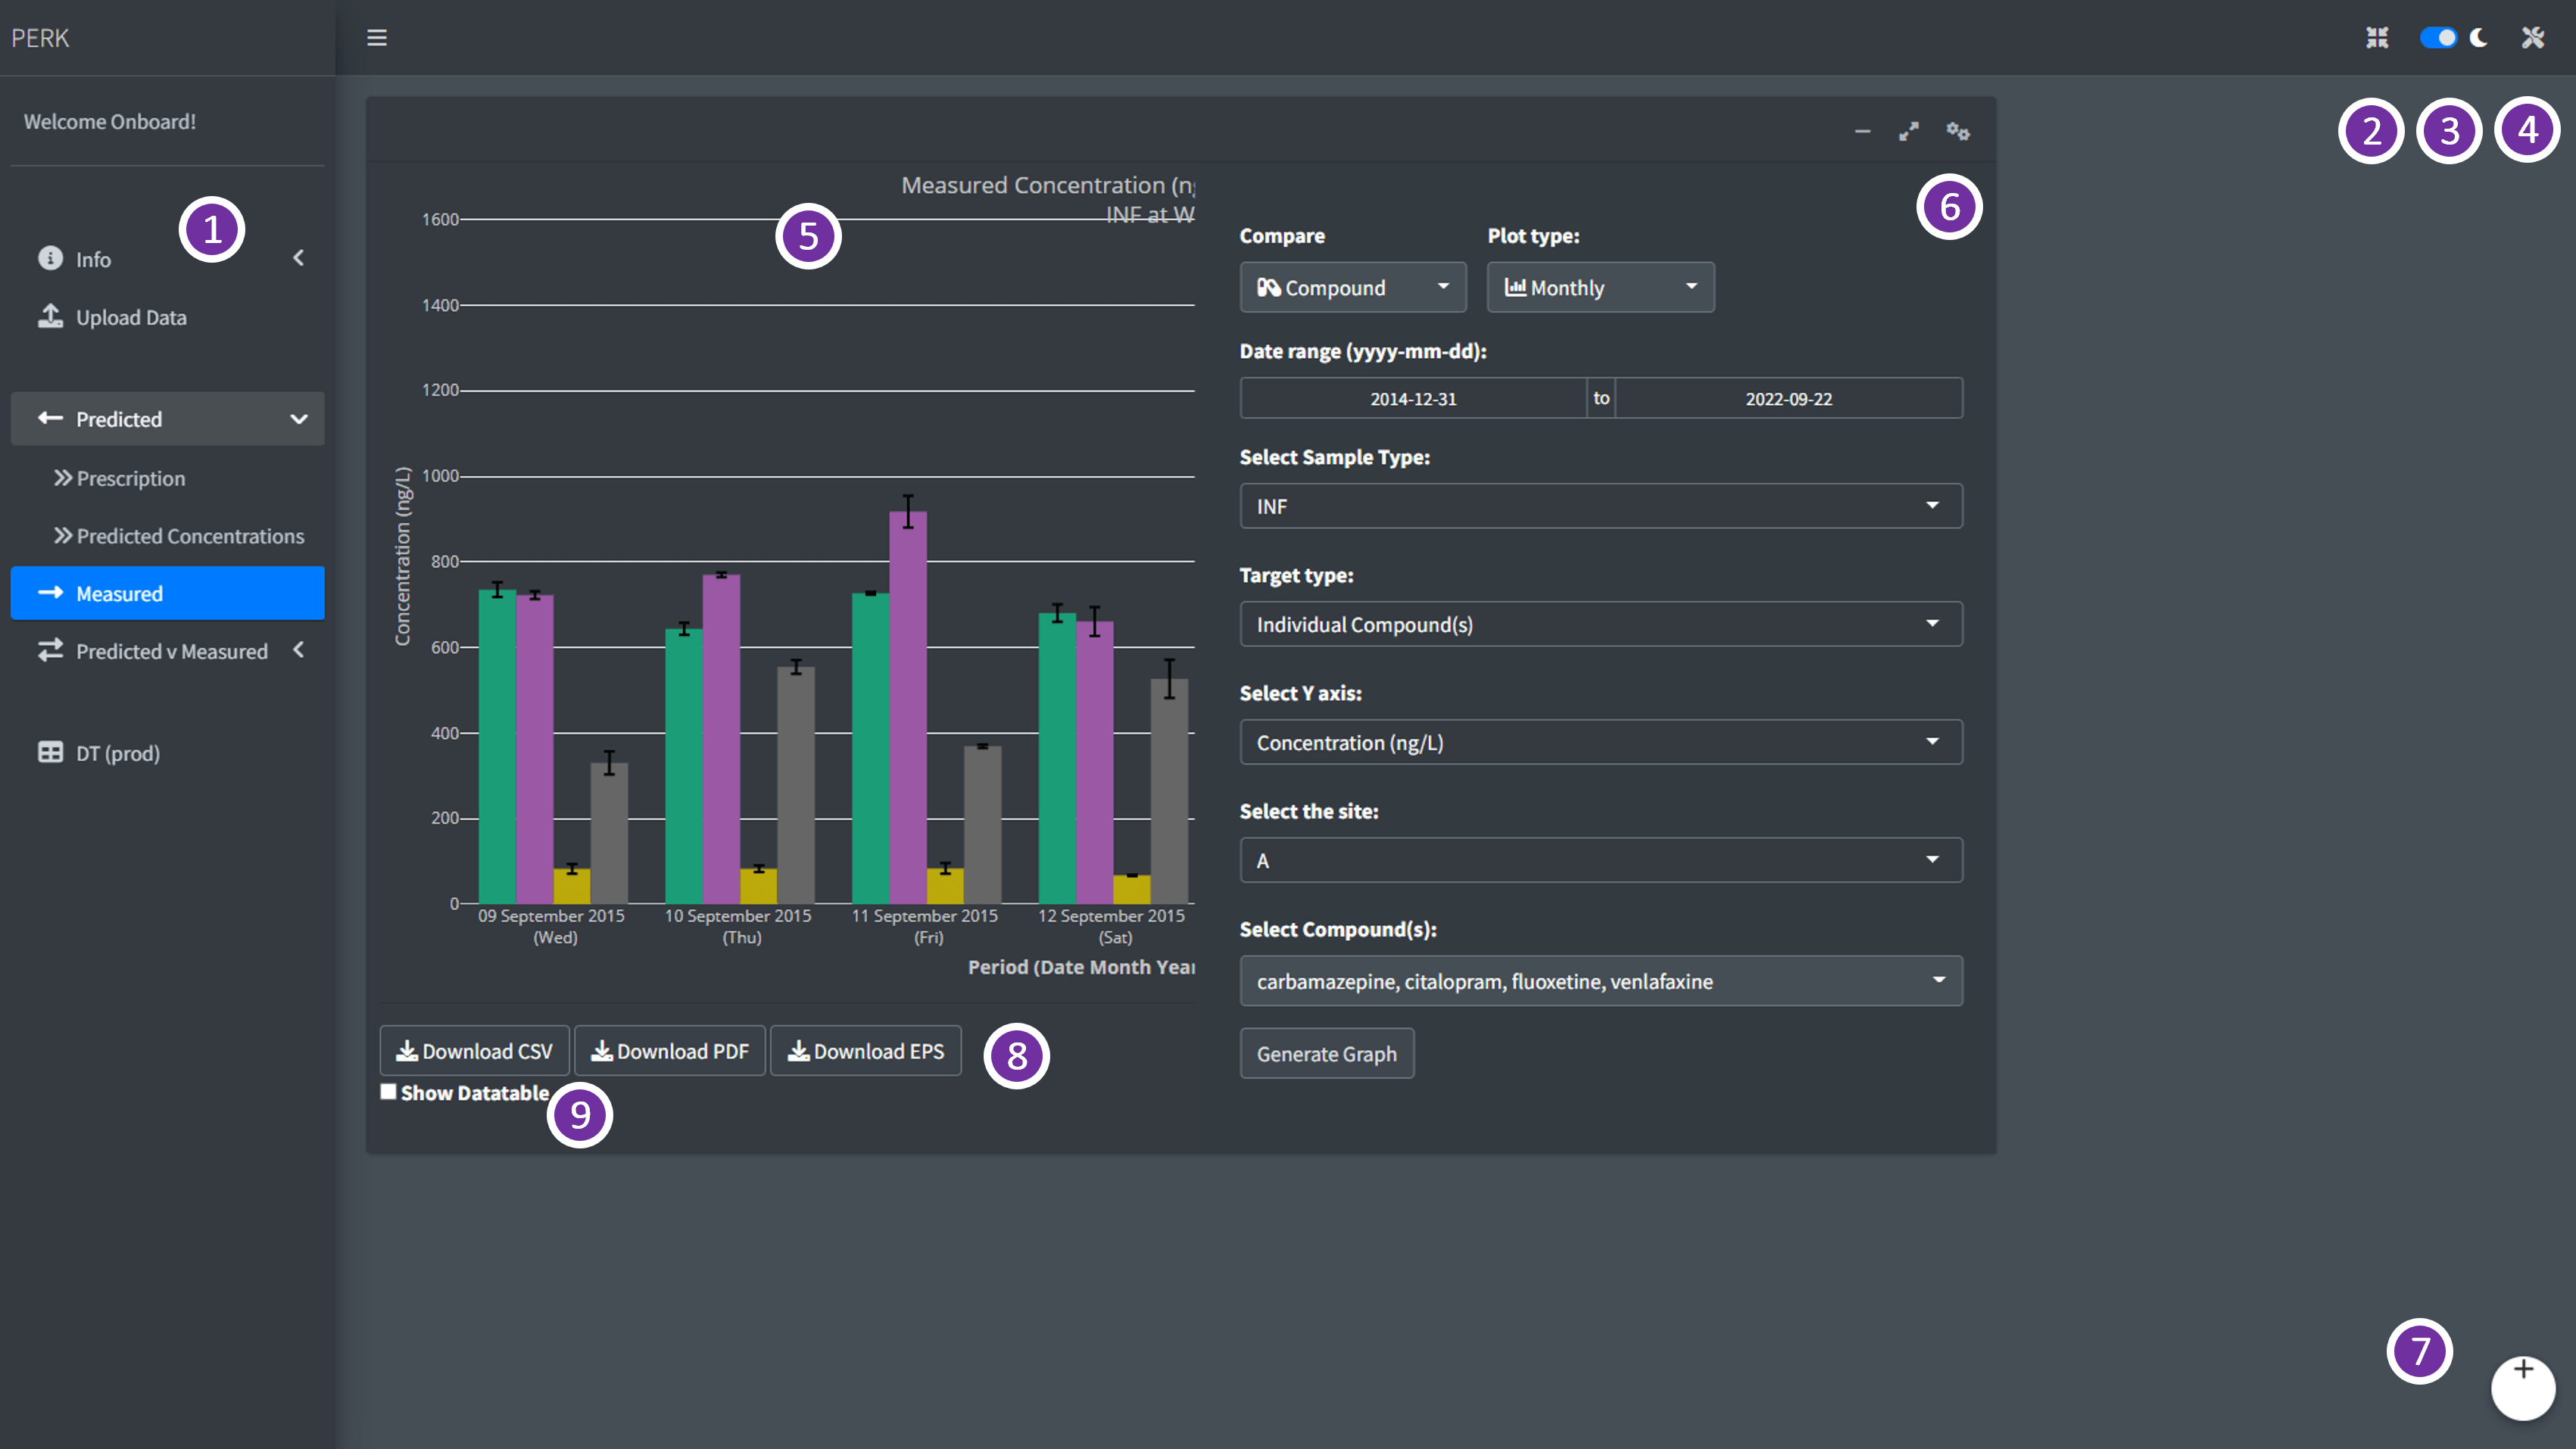 PERK
Welcome Onboard!
1
Info
Upload Data
Predicted
Prescription
Predicted Concentrations
Measured
Predicted v Measured
DT (prod)
2 3 4
5
6
Measured Concentration (ng
INF at W
Concentration (ng/L)
1600
1400
1200
1000
800
600
400
200
0
09 September 2015 10 September 2015 11 September 2015 12 September 2015
(Wed) (Thu) (Fri) (Sat)
Period (Date Month Year
Download CSV Download PDF Download EPS
8
Show Datatable
9
Compare Plot type:
Compound Monthly
Date range (yyyy-mm-dd):
2014-12-31 to 2022-09-22
Select Sample Type:
INF
Target type:
Individual Compound(s)
Select Y axis:
Concentration (ng/L)
Select the site:
A
Select Compound(s):
carbamazepine, citalopram, fluoxetine, venlafaxine
Generate Graph
7